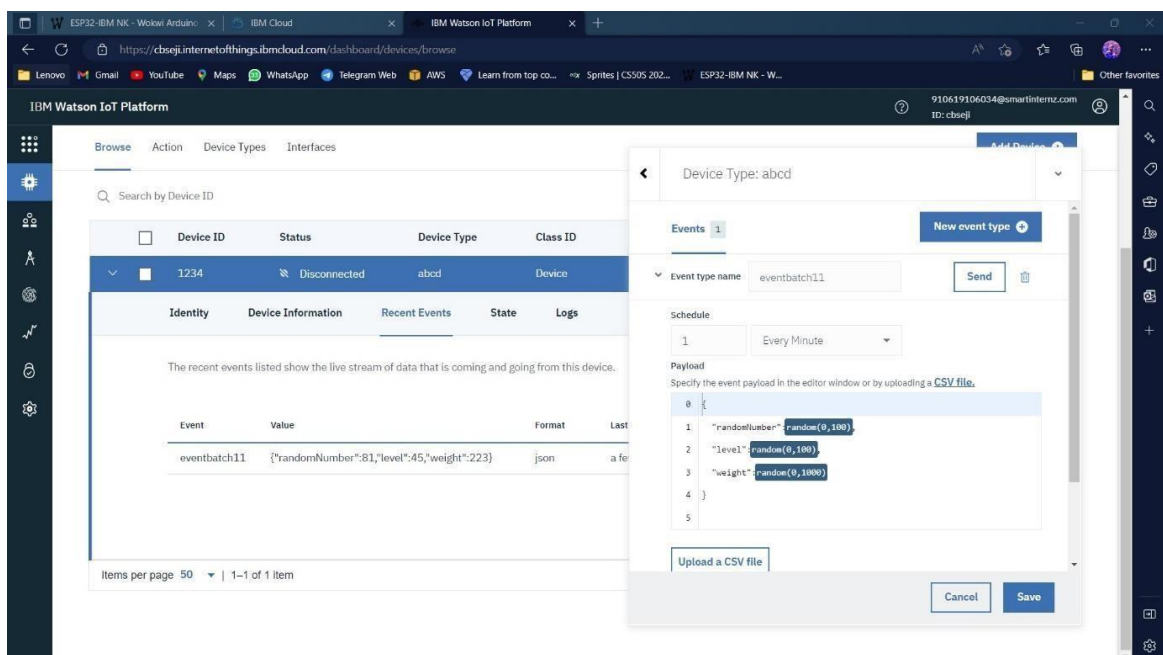 ESP32-IBM NK - Wokwi Arduino
IBM Cloud
IBM Watson IoT Platform
https://cbseji.internetofthings.ibmcloud.com/dashboard/devices/browse
Lenovo Gmail YouTube Maps WhatsApp Telegram Web AWS Learn from top co... Sprites | CS50S 202... ESP32-IBM NK - W... Other favorites
IBM Watson IoT Platform
910619106034@smartinternz.com
ID: cbseji
Browse Action Device Types Interfaces
Add Device
Search by Device ID
Device ID Status Device Type Class ID
1234 Disconnected abcd Device
Identity Device Information Recent Events State Logs
The recent events listed show the live stream of data that is coming and going from this device.
Event Value Format Last
eventbatch11 {"randomNumber":81,"level":45,"weight":223} json a fe
Items per page 50 | 1–1 of 1 item
Device Type: abcd
Events 1
New event type
Event type name eventbatch11 Send
Schedule
1 Every Minute
Payload
Specify the event payload in the editor window or by uploading a CSV file.
0 {
1 "randomNumber":random(0,100),
2 "level":random(0,100),
3 "weight":random(0,1000)
4 }
5
Upload a CSV file
Cancel Save